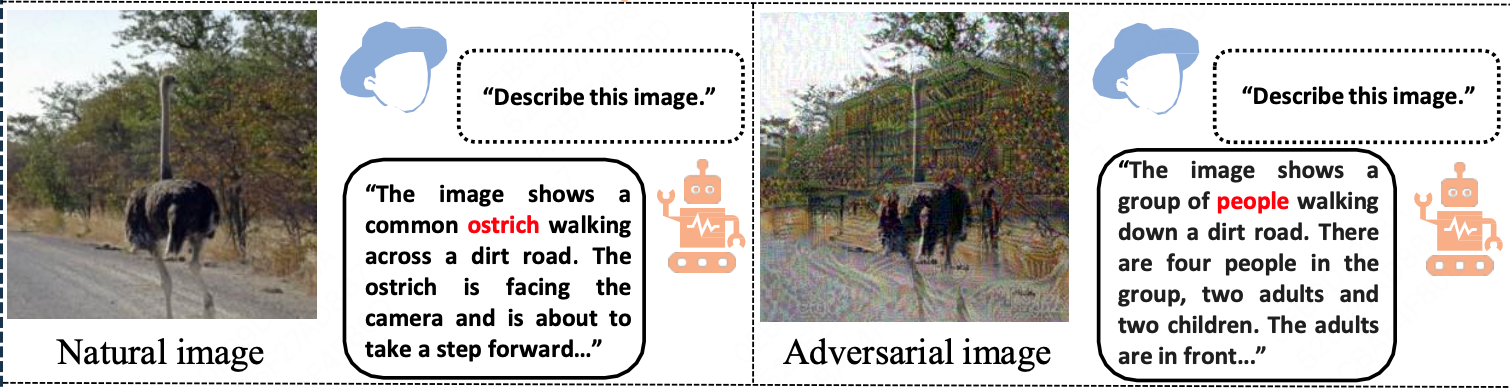 “Describe this image.”
“The image shows a
common ostrich walking
across a dirt road. The
ostrich is facing the
camera and is about to
take a step forward...”
Natural image
“Describe this image.”
“The image shows a
group of people walking
down a dirt road. There
are four people in the
group, two adults and
two children. The adults
are in front...”
Adversarial image